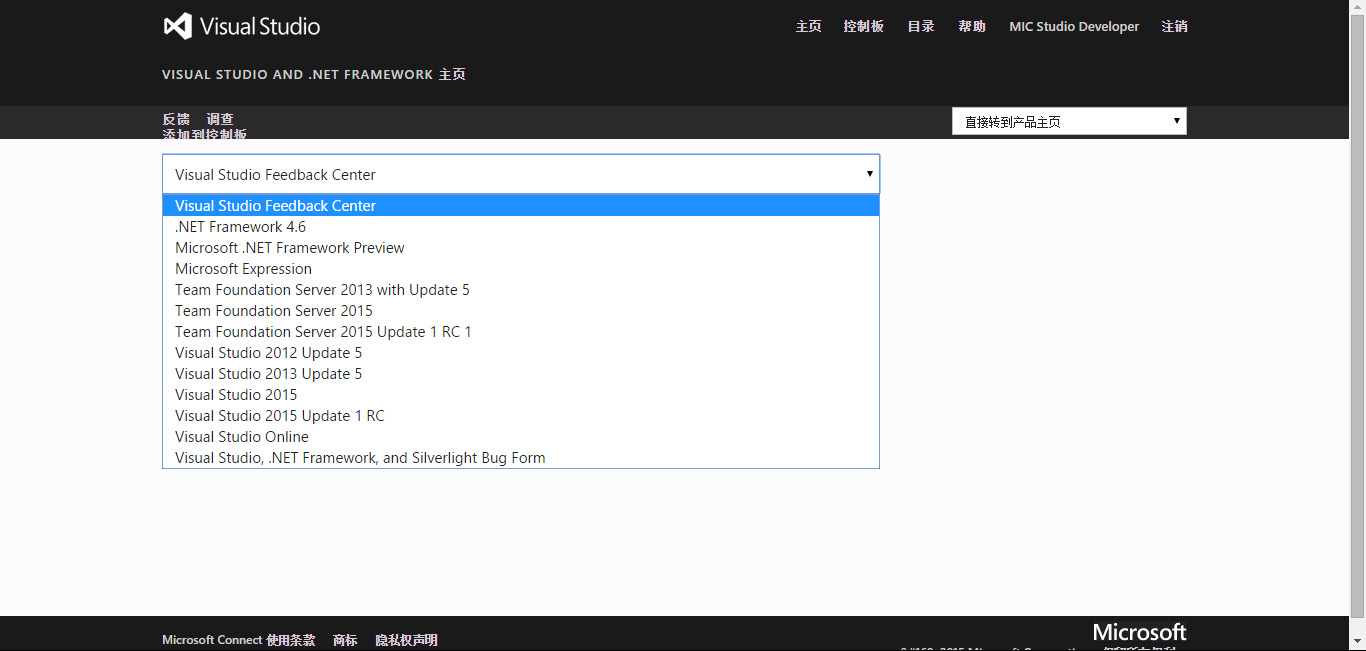 Visual Studio
主页 控制板 目录 帮助 MIC Studio Developer 注销
VISUAL STUDIO AND .NET FRAMEWORK 主页
反馈 调查
添加到控制板
直接转到产品主页
Visual Studio Feedback Center
Visual Studio Feedback Center
.NET Framework 4.6
Microsoft .NET Framework Preview
Microsoft Expression
Team Foundation Server 2013 with Update 5
Team Foundation Server 2015
Team Foundation Server 2015 Update 1 RC 1
Visual Studio 2012 Update 5
Visual Studio 2013 Update 5
Visual Studio 2015
Visual Studio 2015 Update 1 RC
Visual Studio Online
Visual Studio, .NET Framework, and Silverlight Bug Form
Microsoft Connect 使用条款 商标 隐私权声明
Microsoft